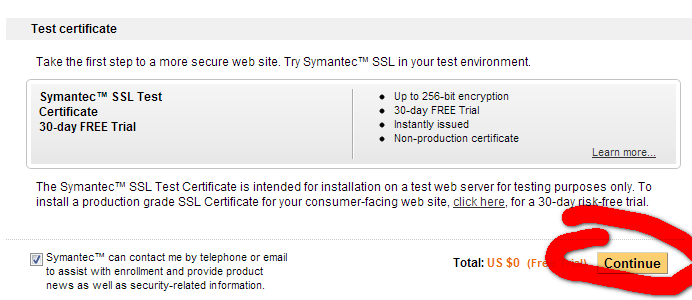 Test certificate
Take the first step to a more secure web site. Try Symantec™ SSL in your test environment.
Symantec™ SSL Test
Certificate
30-day FREE Trial
Up to 256-bit encryption
30-day FREE Trial
Instantly issued
Non-production certificate
Learn more...
The Symantec™ SSL Test Certificate is intended for installation on a test web server for testing purposes only. To
install a production grade SSL Certificate for your consumer-facing web site, click here, for a 30-day risk-free trial.
Symantec™ can contact me by telephone or email
to assist with enrollment and provide product
news as well as security-related information.
Total: US $0 (Free Trial) Continue